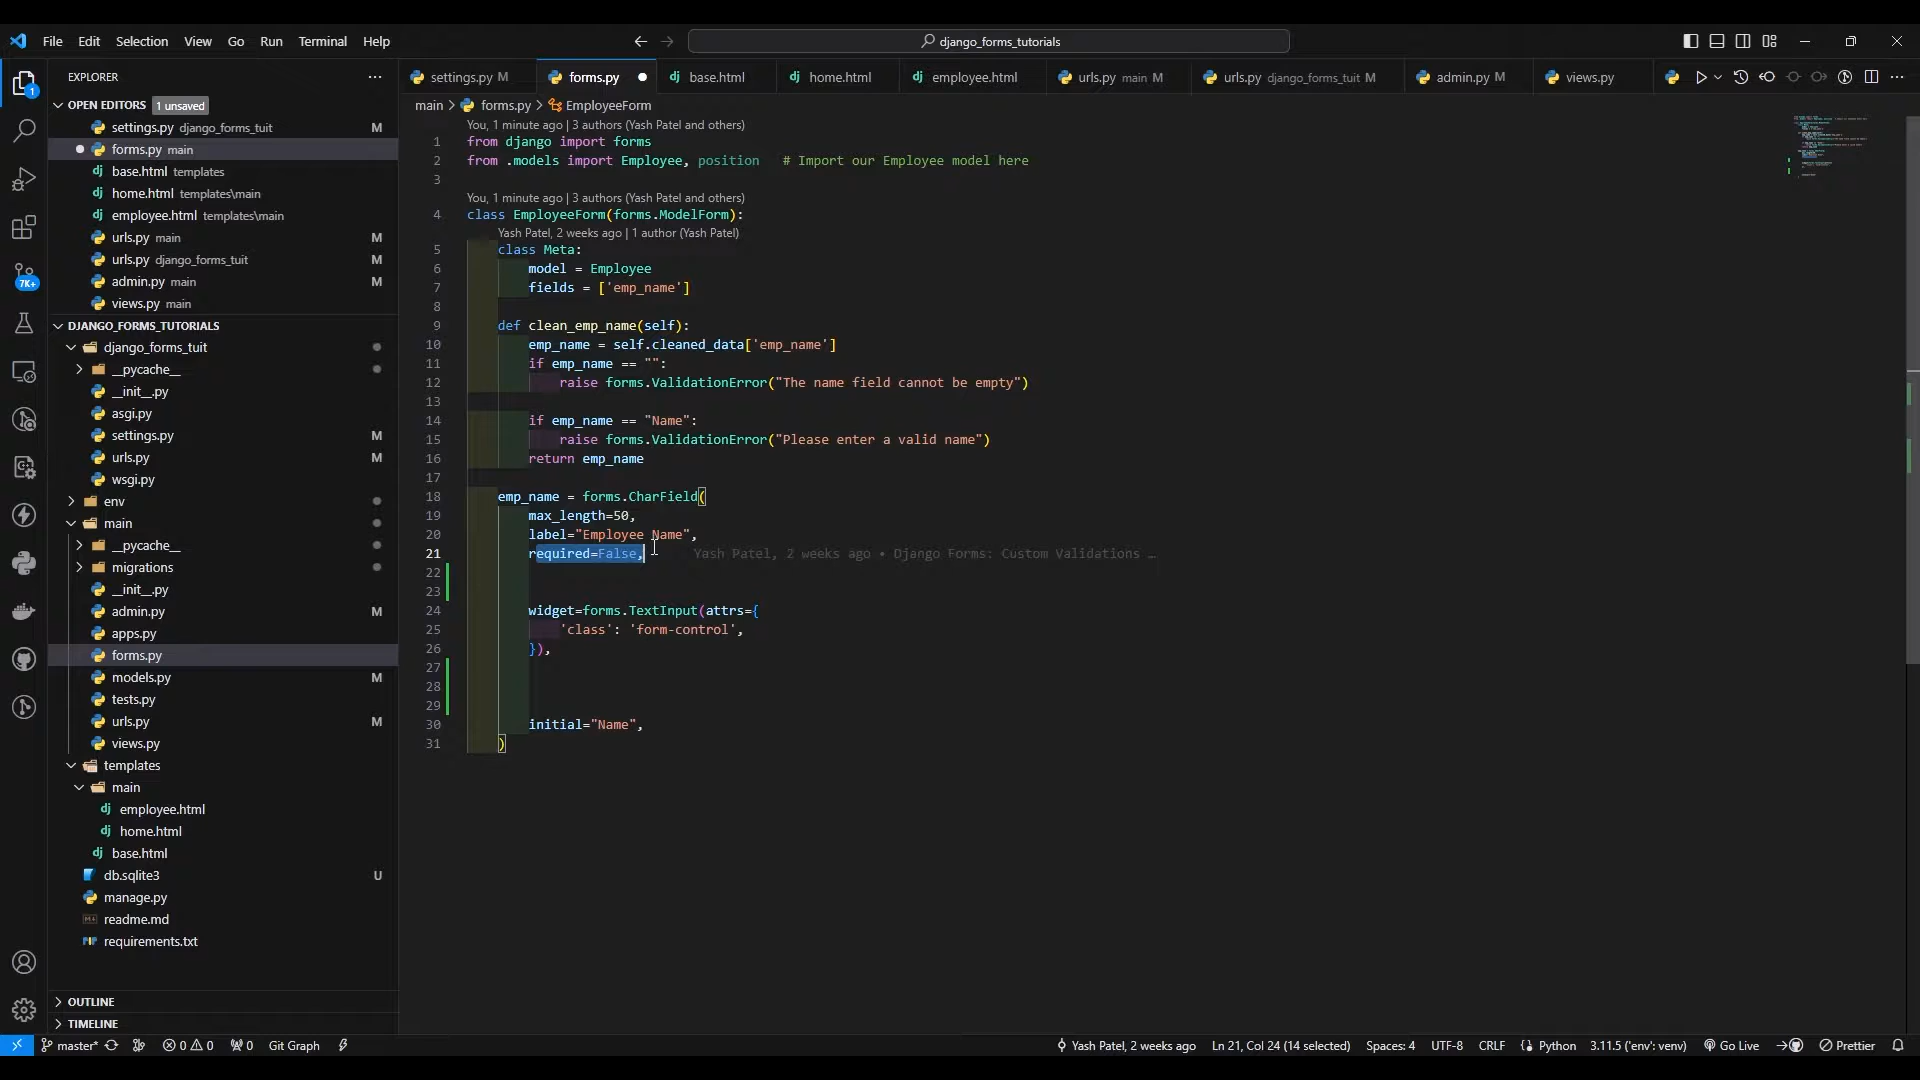 File Edit Selection View Go Run Terminal Help
django_forms_tutorials
EXPLORER
settings.py M
forms.py
base.html
home.html
employee.html
urls.py main M
urls.py django_forms_tuit M
admin.py M
views.py
OPEN EDITORS 1 unsaved
settings.py django_forms_tuit M
forms.py main
base.html templates
home.html templates\main
employee.html templates\main
urls.py main M
urls.py django_forms_tuit M
admin.py main M
views.py main
DJANGO_FORMS_TUTORIALS
django_forms_tuit
__pycache__
__init__.py
asgi.py
settings.py M
urls.py M
wsgi.py
env
main
__pycache__
migrations
__init__.py
admin.py M
apps.py
forms.py
models.py M
tests.py
urls.py M
views.py
templates
main
employee.html
home.html
base.html
db.sqlite3 U
manage.py
readme.md
requirements.txt
OUTLINE
TIMELINE
1
7K+
main > forms.py > EmployeeForm
You, 1 minute ago | 3 authors (Yash Patel and others)
1 from django import forms
2 from .models import Employee, position # Import our Employee model here
3
You, 1 minute ago | 3 authors (Yash Patel and others)
4 class EmployeeForm(forms.ModelForm):
Yash Patel, 2 weeks ago | 1 author (Yash Patel)
5 class Meta:
6 model = Employee
7 fields = ['emp_name']
8
9 def clean_emp_name(self):
10 emp_name = self.cleaned_data['emp_name']
11 if emp_name == "":
12 raise forms.ValidationError("The name field cannot be empty")
13
14 if emp_name == "Name":
15 raise forms.ValidationError("Please enter a valid name")
16 return emp_name
17
18 emp_name = forms.CharField(
19 max_length=50,
20 label="Employee Name",
21 required=False, Yash Patel, 2 weeks ago • Django Forms: Custom Validations …
22
23
24 widget=forms.TextInput(attrs={
25 'class': 'form-control',
26 }),
27
28
29
30 initial="Name",
31 )
master* 0 0 0 Git Graph Yash Patel, 2 weeks ago Ln 21, Col 24 (14 selected) Spaces: 4 UTF-8 CRLF Python 3.11.5 ('env': venv) Go Live Prettier